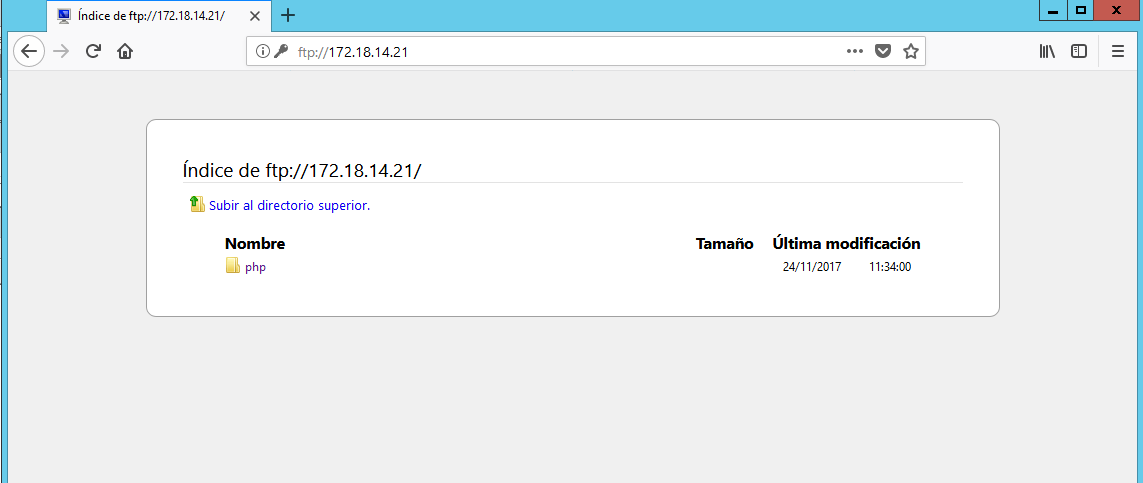 Índice de ftp://172.18.14.21/
ftp://172.18.14.21
Índice de ftp://172.18.14.21/
Subir al directorio superior.
Nombre Tamaño Última modificación
php 24/11/2017 11:34:00